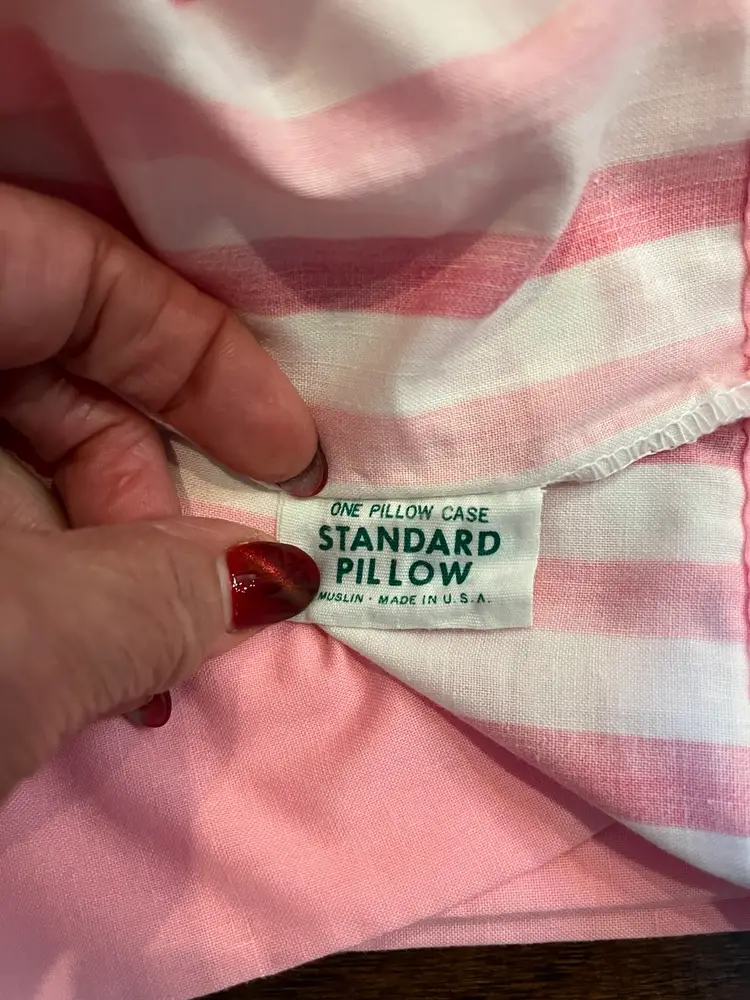 ONE PILLOW CASE
STANDARD
PILLOW
MUSLIN · MADE IN U.S.A.